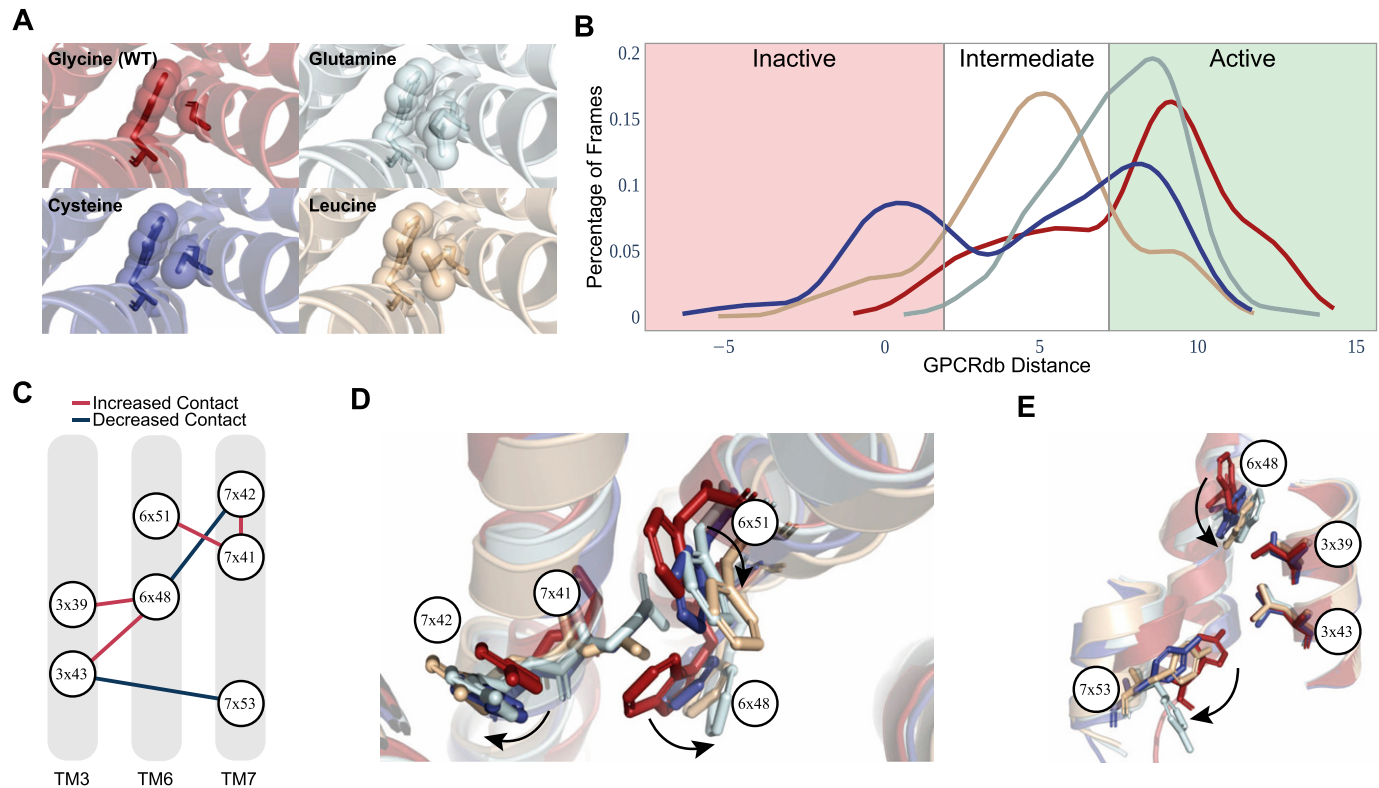 A
Glycine (WT)
Glutamine
Cysteine
Leucine
B
Inactive
Intermediate
Active
Percentage of Frames
0.2
0.15
0.1
0.05
0
−5
0
5
10
15
GPCRdb Distance
C
Increased Contact
Decreased Contact
7x42
6x51
7x41
3x39
6x48
3x43
7x53
TM3
TM6
TM7
D
6x51
7x41
7x42
6x48
E
6x48
3x39
3x43
7x53